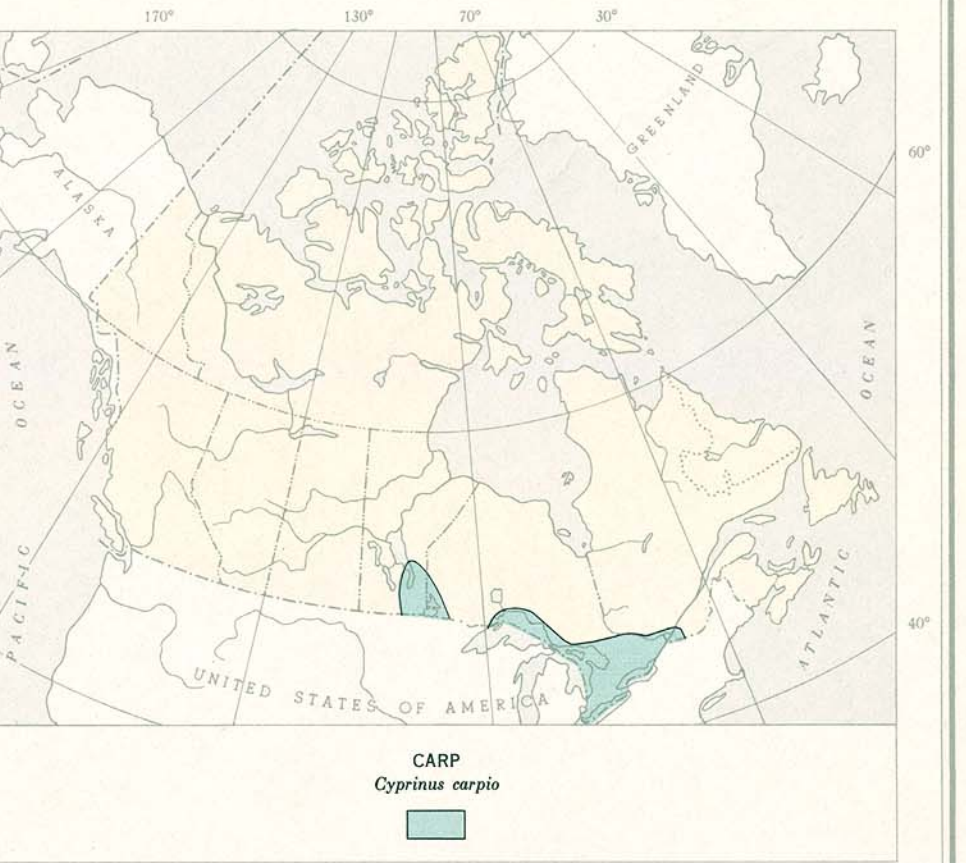 170° 130° 70° 30°
60°
GREENLAND
ALASKA
OCEAN
OCEAN
PACIFIC
ATLANTIC
40°
UNITED STATES OF AMERICA
CARP
Cyprinus carpio